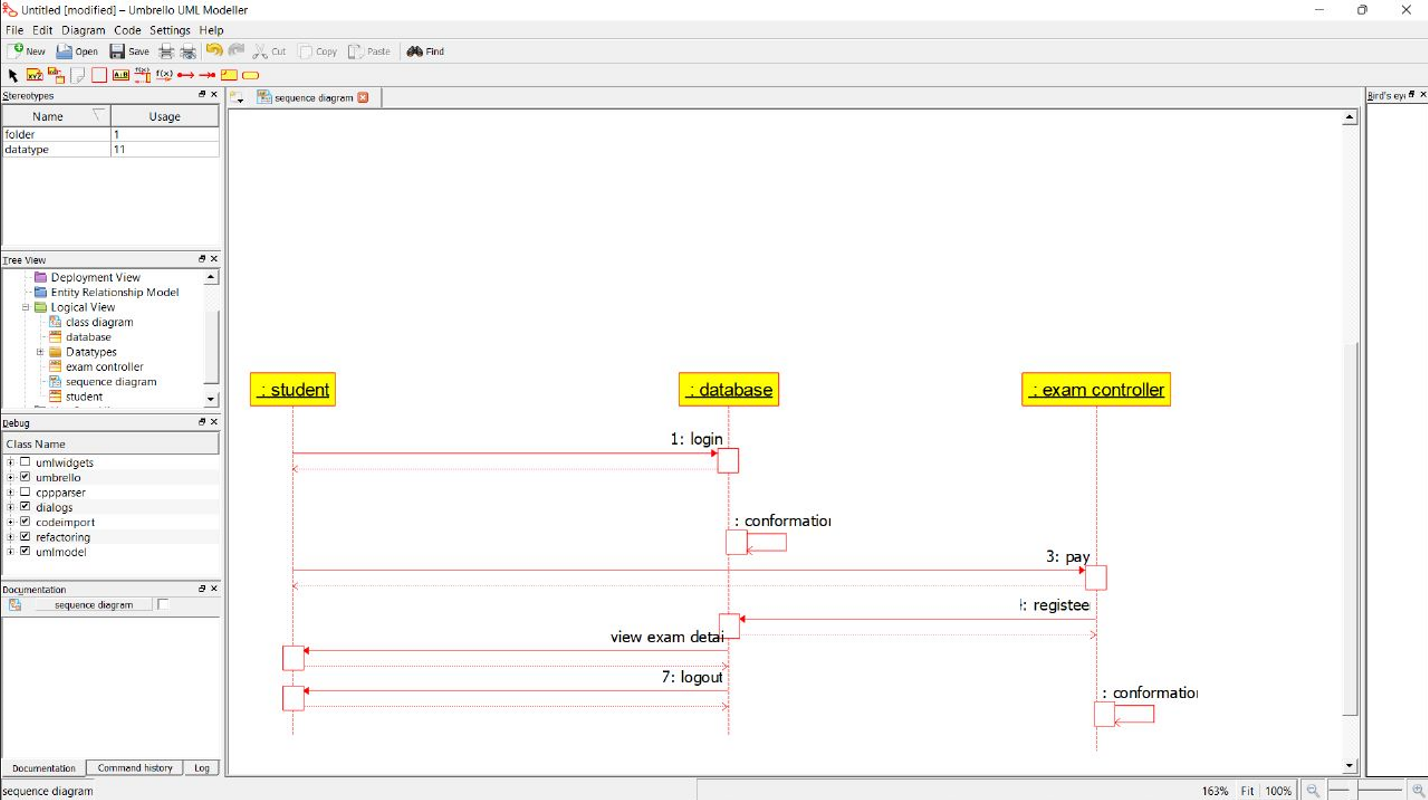 Untitled [modified] – Umbrello UML Modeller
File Edit Diagram Code Settings Help
New Open Save Cut Copy Paste Find
Stereotypes
sequence diagram
Bird's eye
Name Usage
folder 1
datatype 11
Tree View
Deployment View
Entity Relationship Model
Logical View
class diagram
database
Datatypes
exam controller
sequence diagram
student
Debug
Class Name
umlwidgets
umbrello
cppparser
dialogs
codeimport
refactoring
umlmodel
Documentation
sequence diagram
Documentation Command history Log
: student : database : exam controller
1: login
: conformation
3: pay
: registee
view exam detai
7: logout
: conformation
sequence diagram 163% Fit 100%